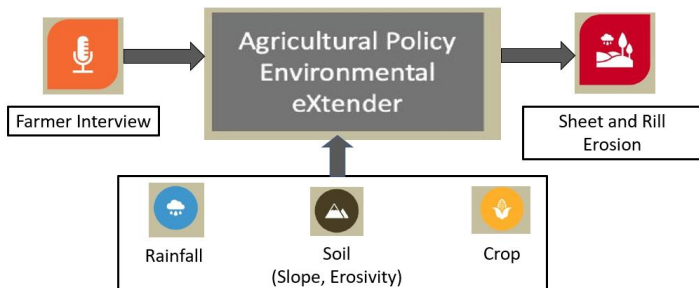 Agricultural Policy
Environmental
eXtender
Farmer Interview
Sheet and Rill
Erosion
Rainfall
Soil
(Slope, Erosivity)
Crop